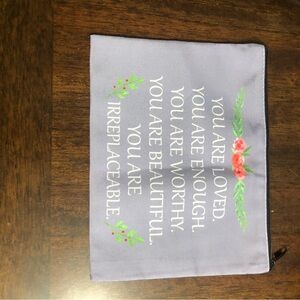 YOU ARE LOVED.
YOU ARE ENOUGH.
YOU ARE WORTHY.
YOU ARE BEAUTIFUL.
YOU ARE
IRREPLACEABLE.